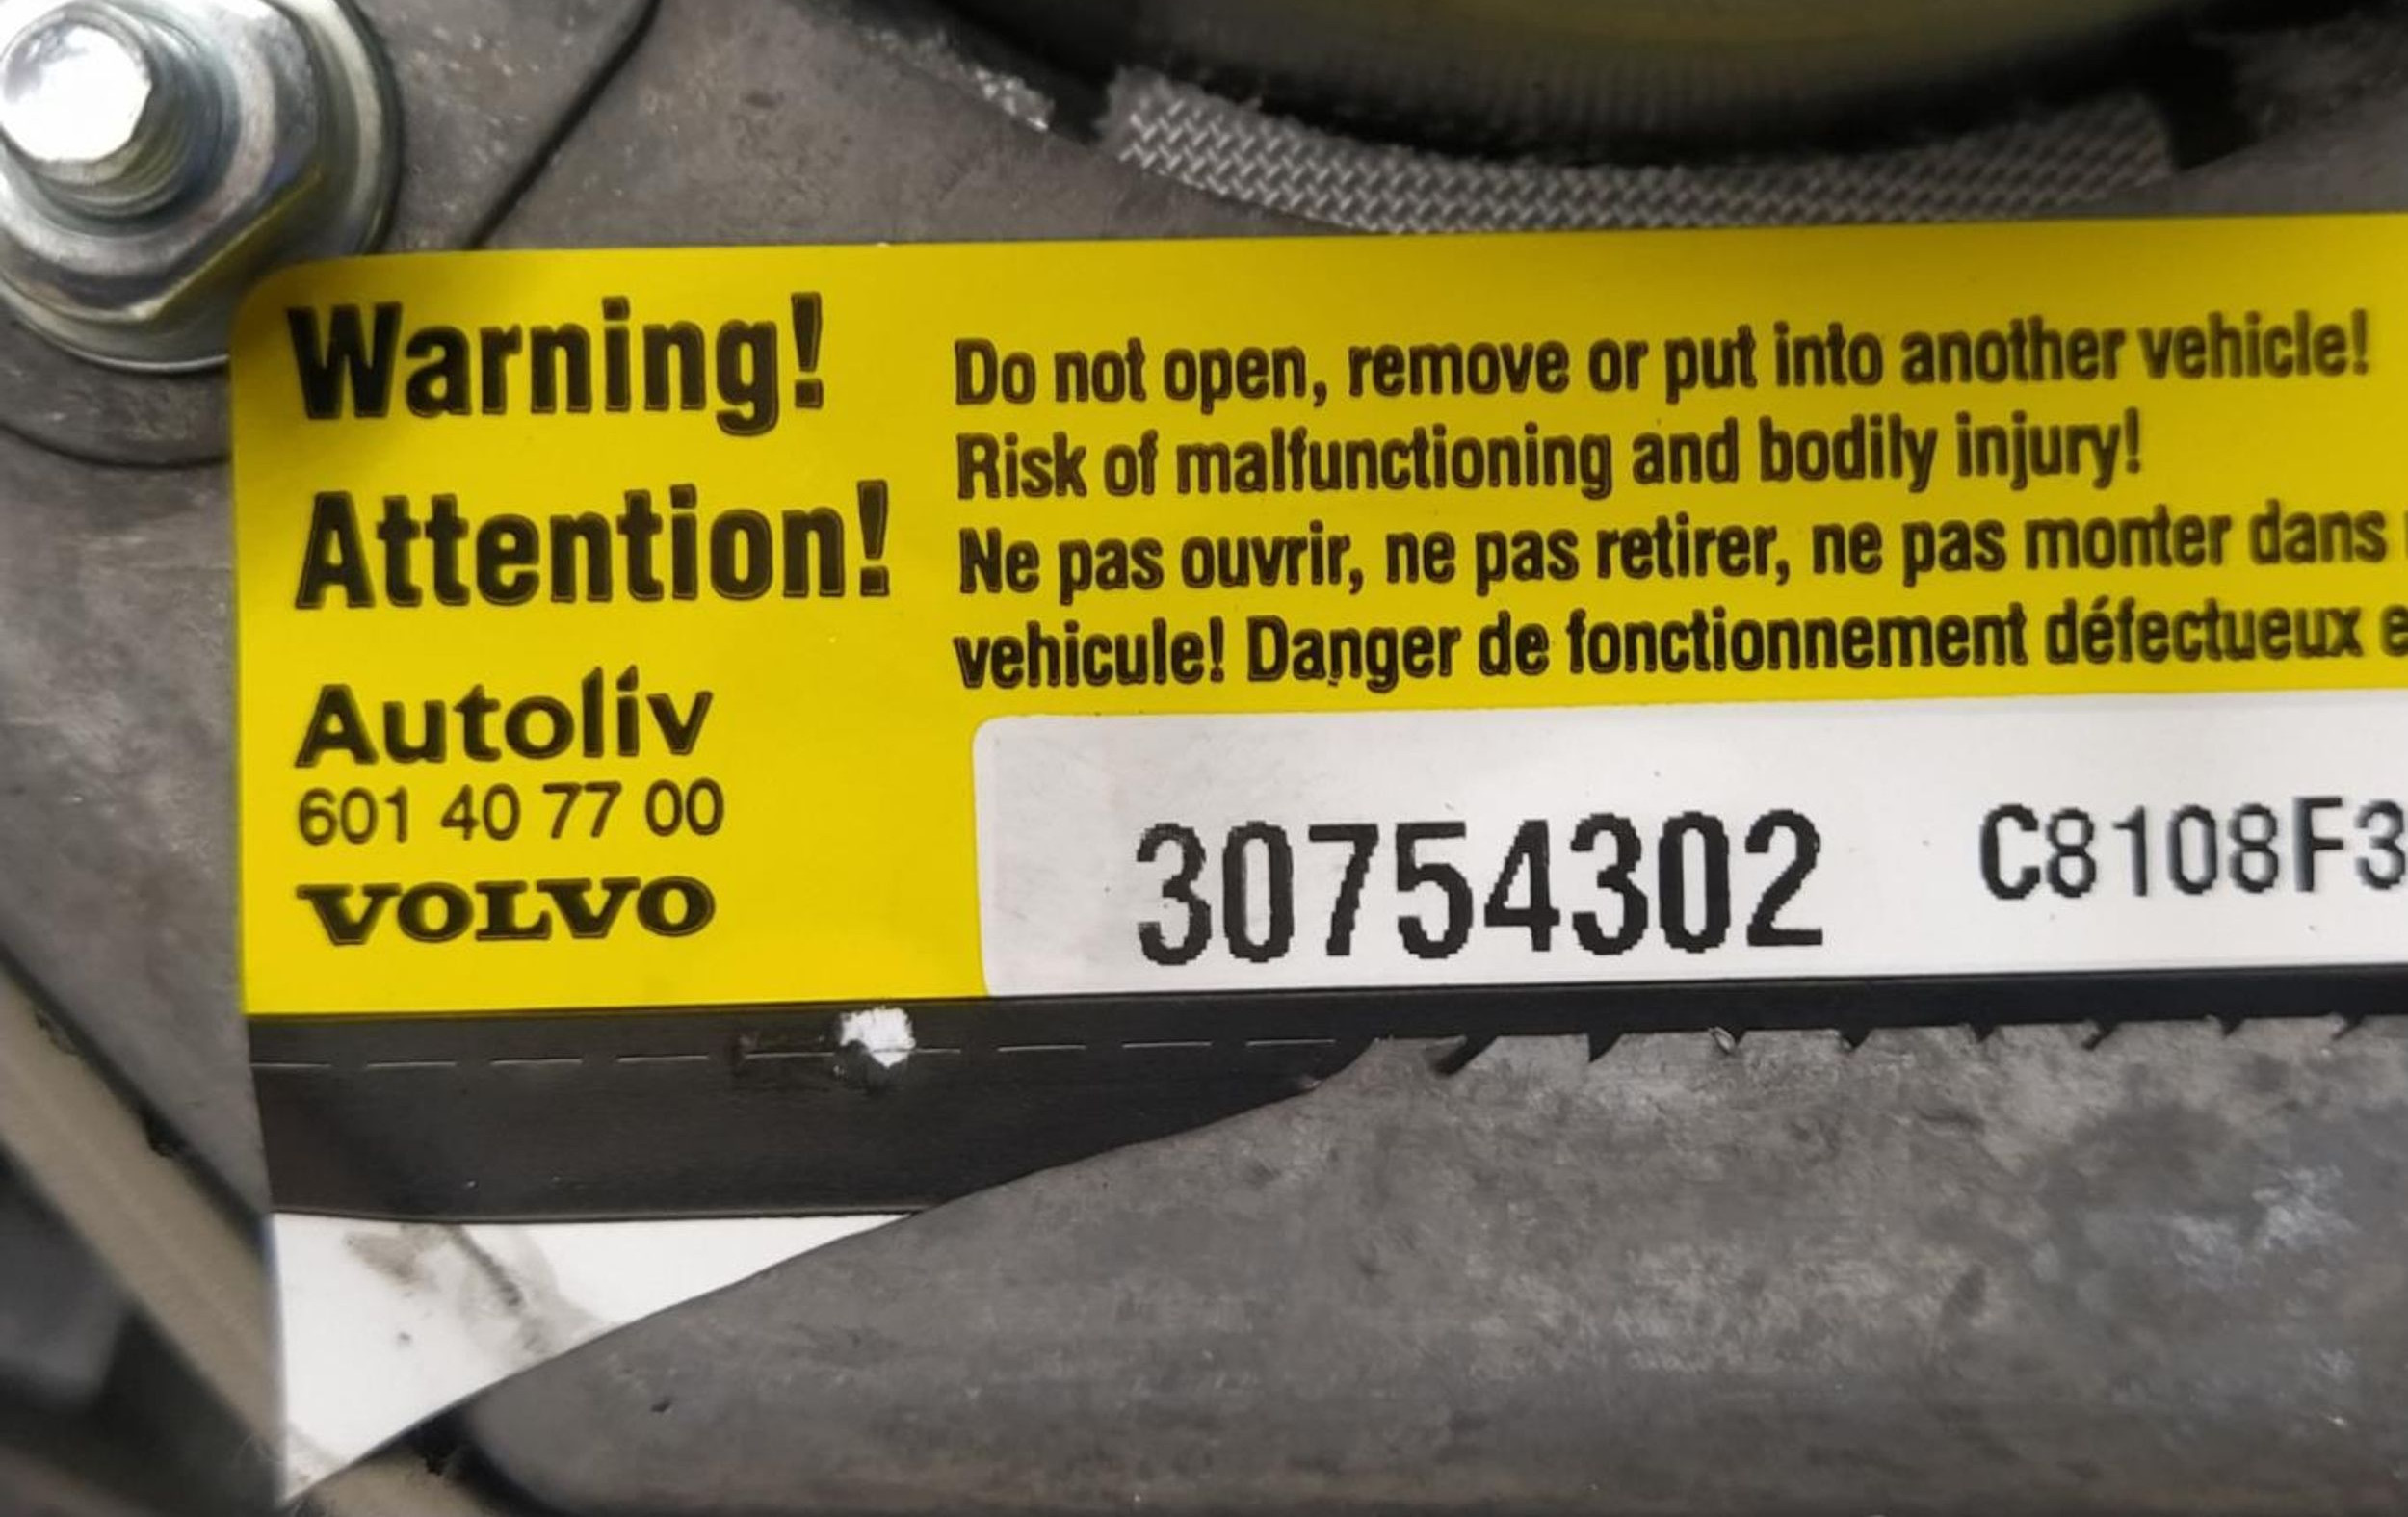 Warning!
Attention!
Autoliv
601 40 77 00
VOLVO
Do not open, remove or put into another vehicle!
Risk of malfunctioning and bodily injury!
Ne pas ouvrir, ne pas retirer, ne pas monter dans
vehicule! Danger de fonctionnement défectueux
30754302 C8108F3